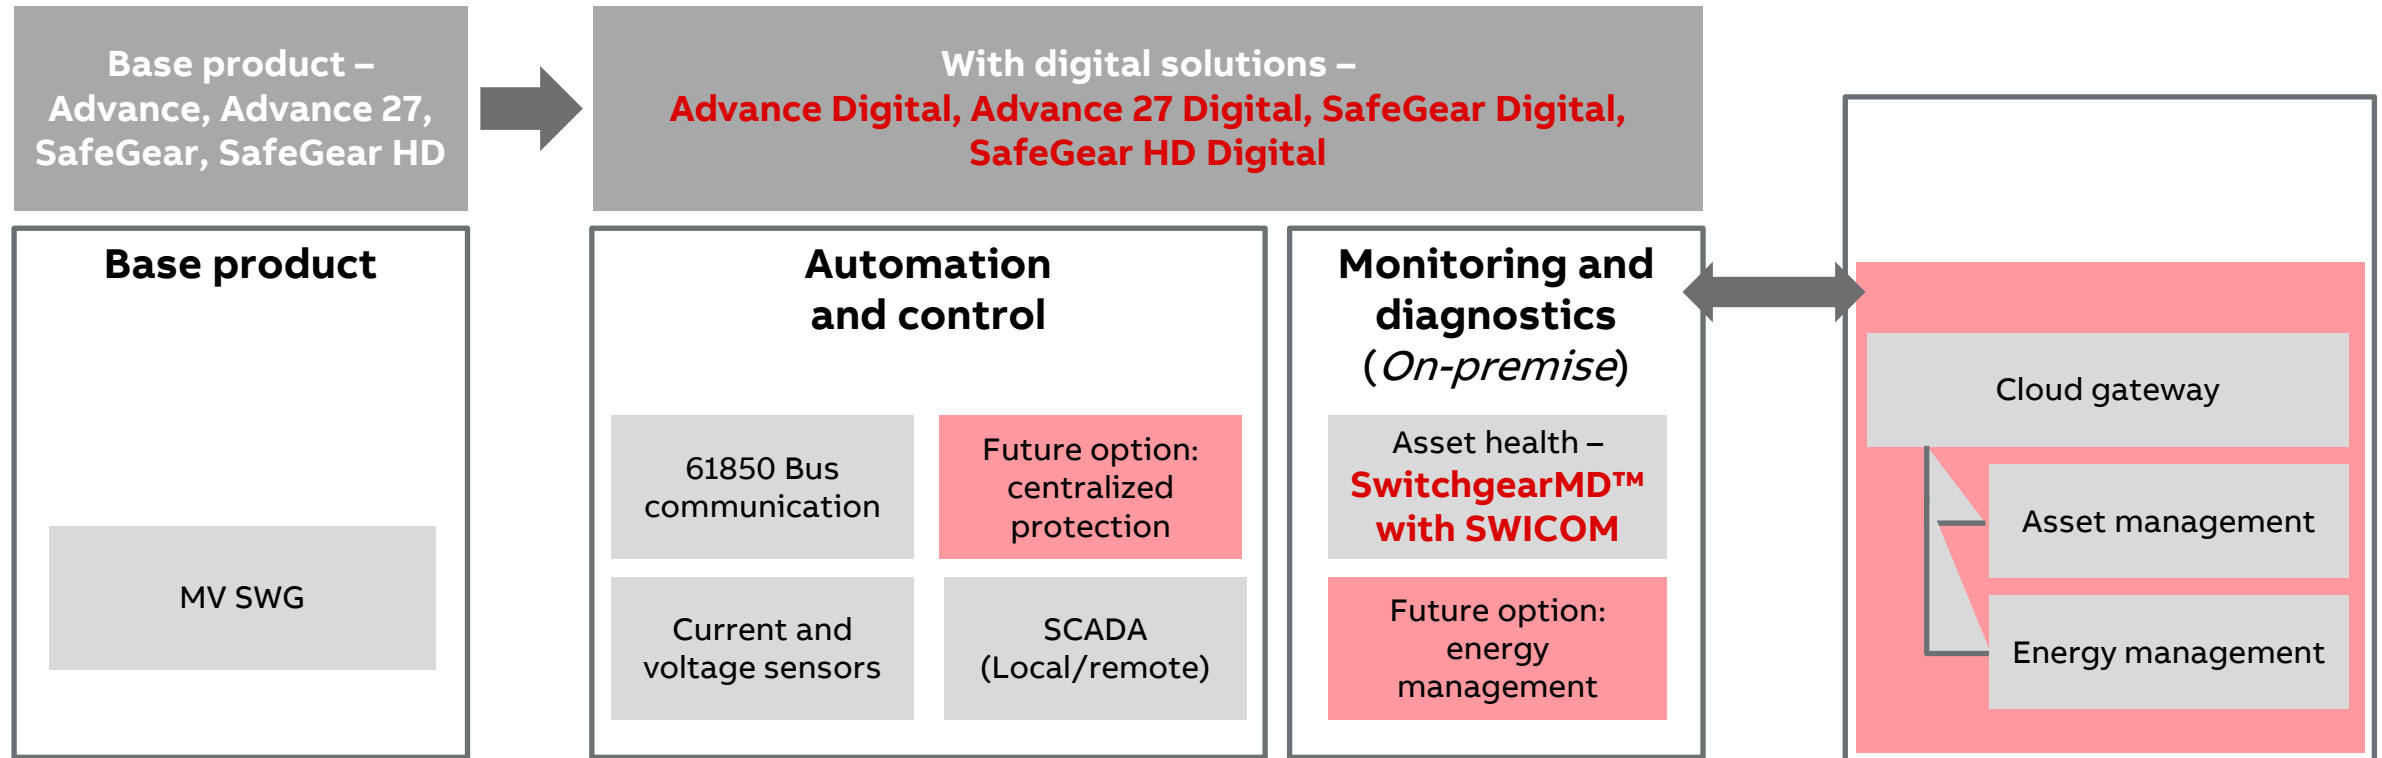 Base product –
Advance, Advance 27,
SafeGear, SafeGear HD
With digital solutions –
Advance Digital, Advance 27 Digital, SafeGear Digital,
SafeGear HD Digital
Base product
MV SWG
Automation
and control
61850 Bus
communication
Future option:
centralized
protection
Current and
voltage sensors
SCADA
(Local/remote)
Monitoring and
diagnostics
(On-premise)
Asset health –
SwitchgearMD™
with SWICOM
Future option:
energy
management
Cloud gateway
Asset management
Energy management